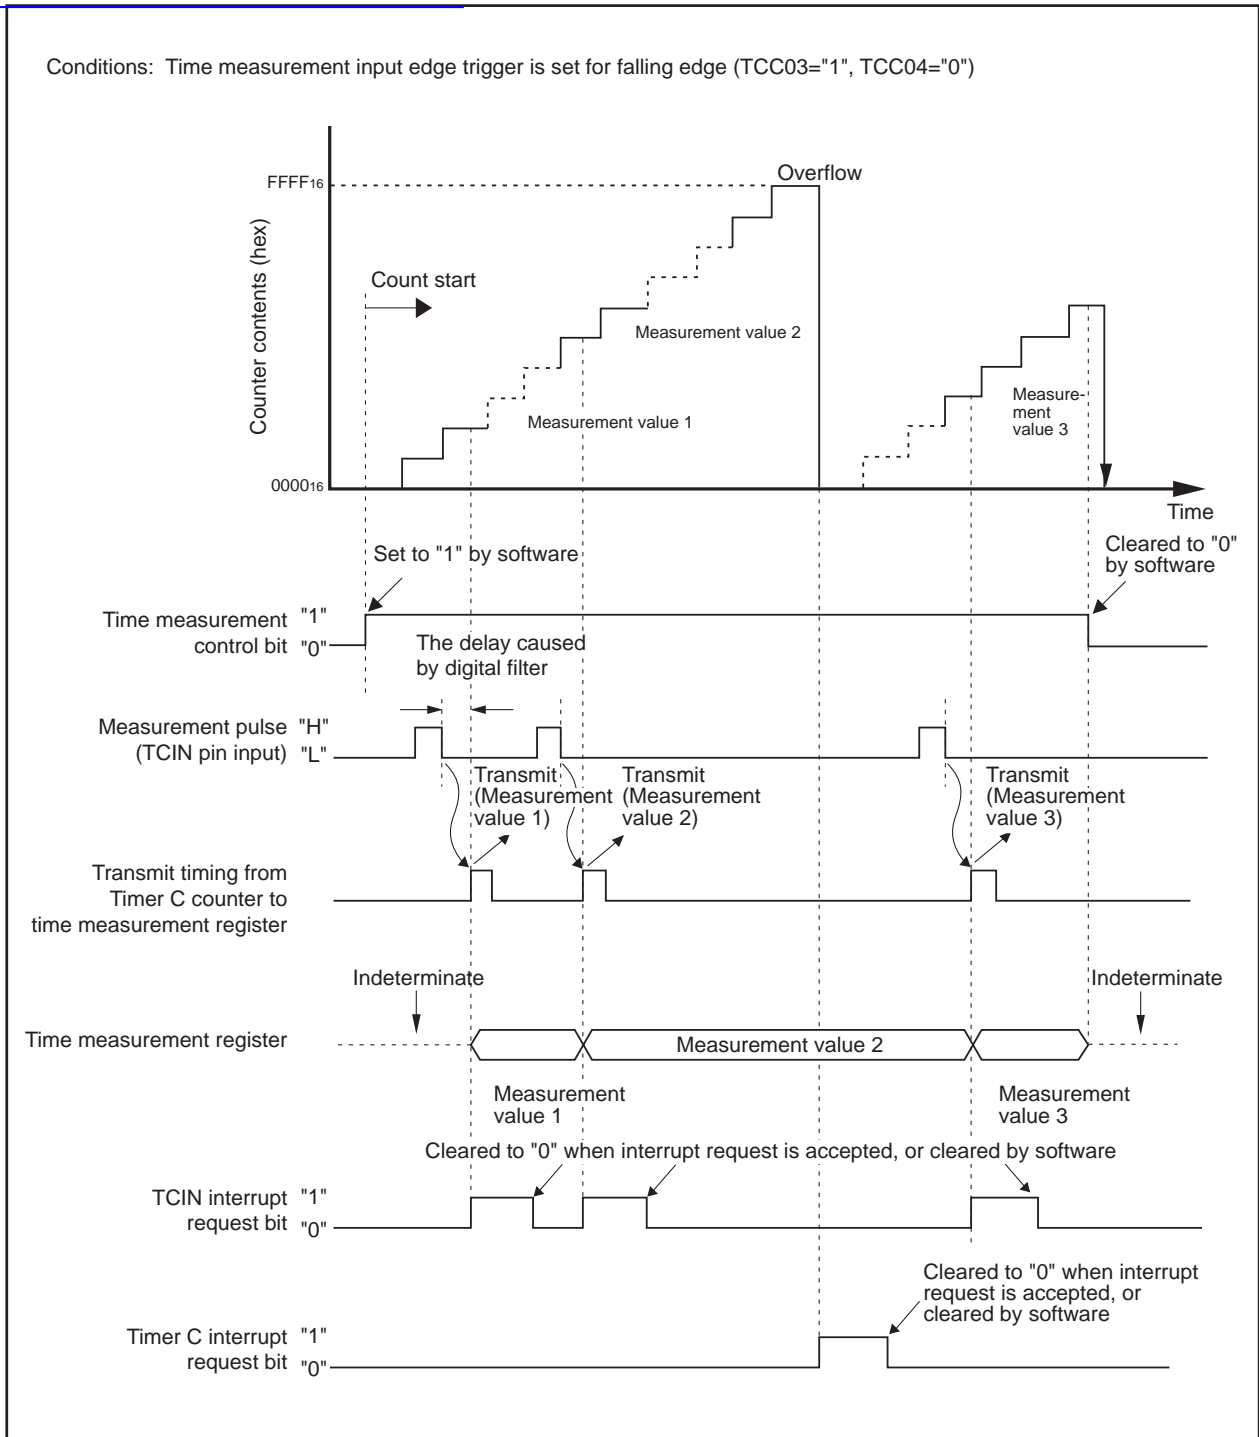 Conditions: Time measurement input edge trigger is set for falling edge (TCC03="1", TCC04="0")
Overflow
FFFF16
Counter contents (hex)
Count start
Measurement value 2
Measurement value 1
Measure-
ment
value 3
000016
Time
Set to "1" by software
Cleared to "0"
by software
Time measurement "1"
control bit "0"
The delay caused
by digital filter
Measurement pulse "H"
(TCIN pin input) "L"
Transmit
(Measurement
value 1)
Transmit
(Measurement
value 2)
Transmit
(Measurement
value 3)
Transmit timing from
Timer C counter to
time measurement register
Indeterminate
Indeterminate
Time measurement register
Measurement value 2
Measurement
value 1
Measurement
value 3
Cleared to "0" when interrupt request is accepted, or cleared by software
TCIN interrupt "1"
request bit "0"
Cleared to "0" when interrupt
request is accepted, or
cleared by software
Timer C interrupt "1"
request bit "0"